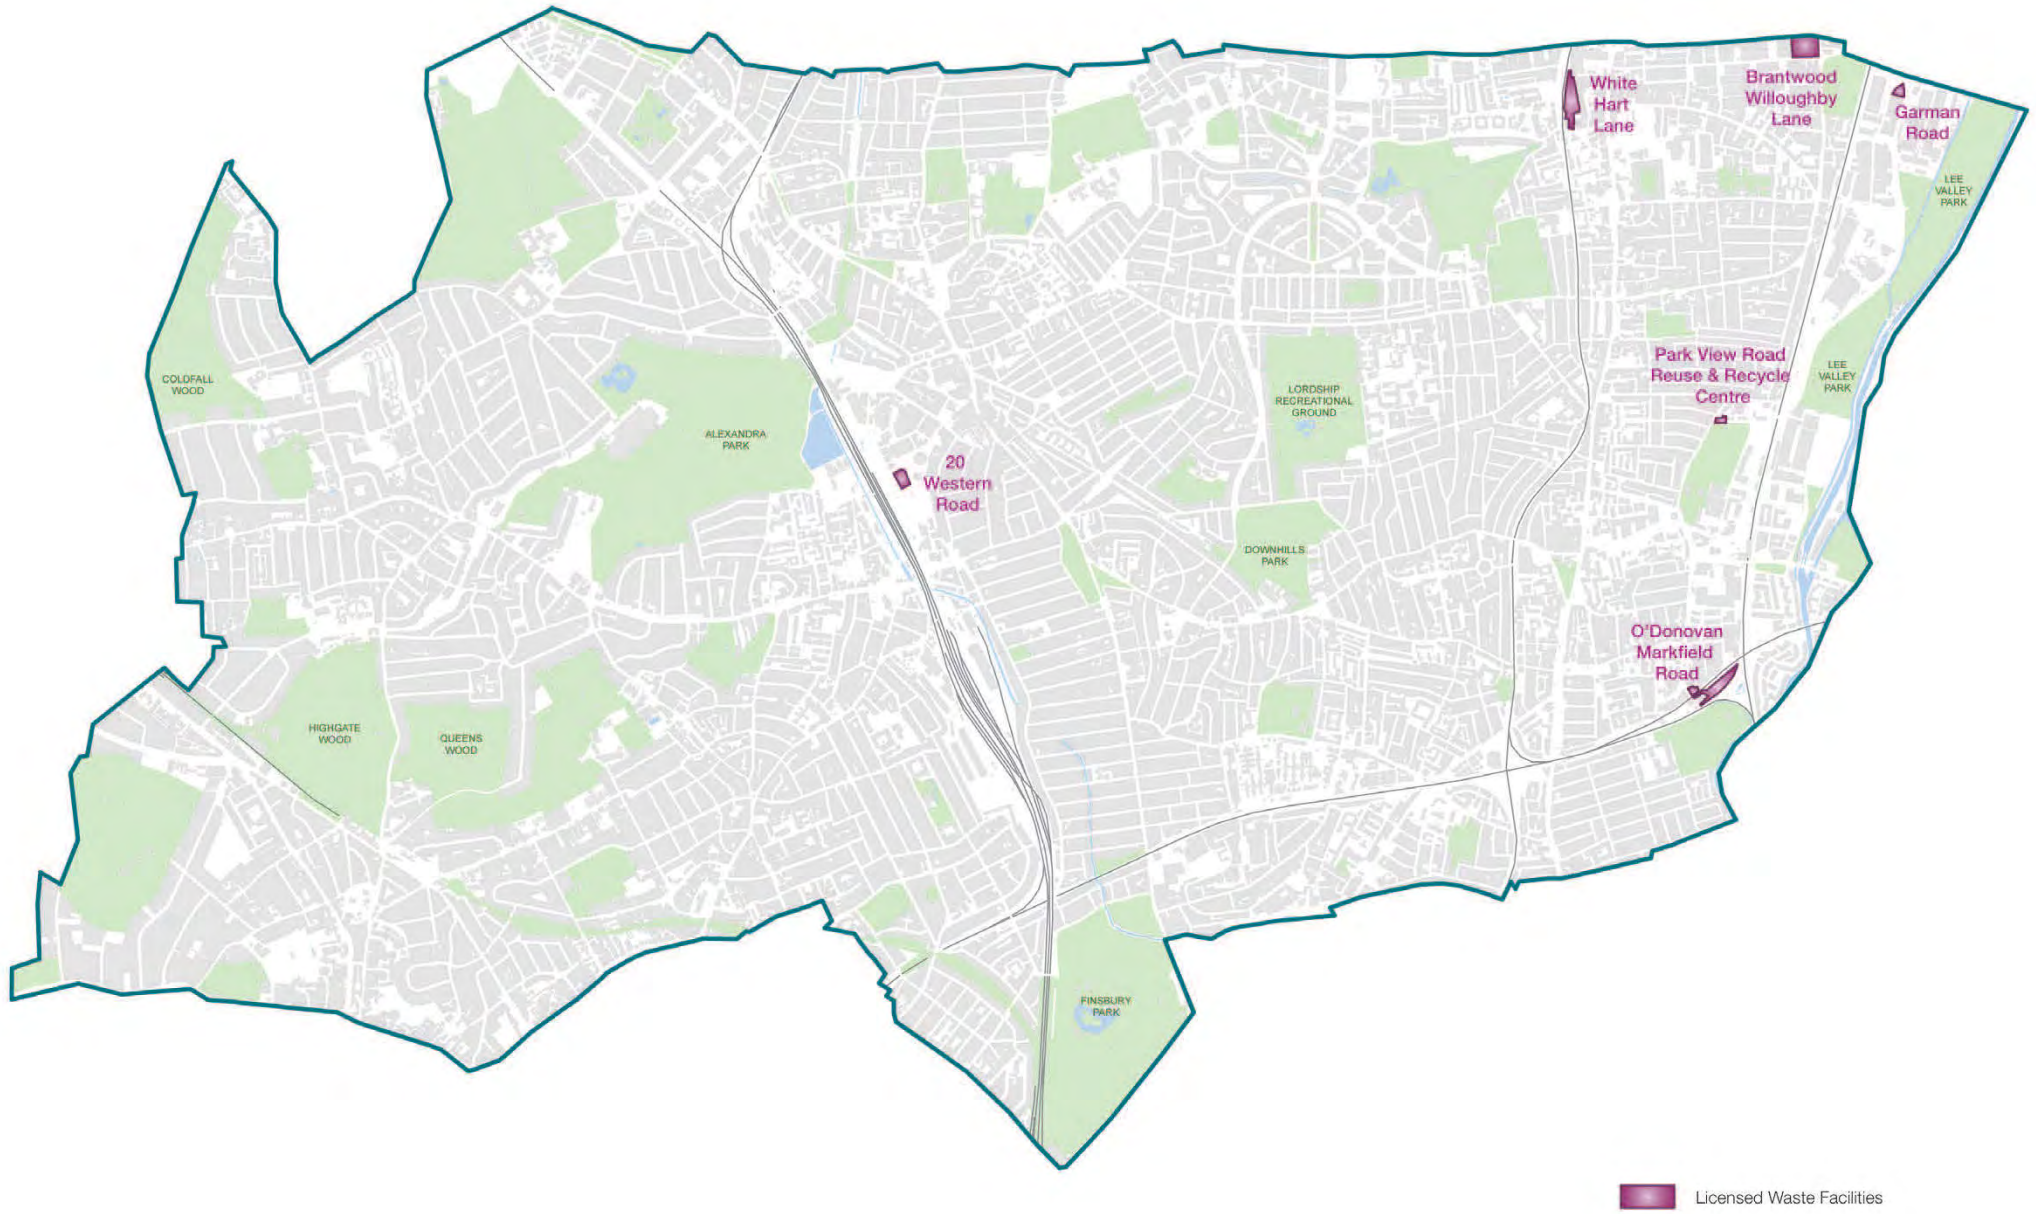 White
Hart
Lane
Brantwood
Willoughby
Lane
Garman
Road
LEE
VALLEY
PARK
Park View Road
Reuse & Recycle
Centre
LEE
VALLEY
PARK
COLDFALL
WOOD
LORDSHIP
RECREATIONAL
GROUND
ALEXANDRA
PARK
20
Western
Road
DOWNHILLS
PARK
O'Donovan
Markfield
Road
HIGHGATE
WOOD
QUEENS
WOOD
FINSBURY
PARK
Licensed Waste Facilities